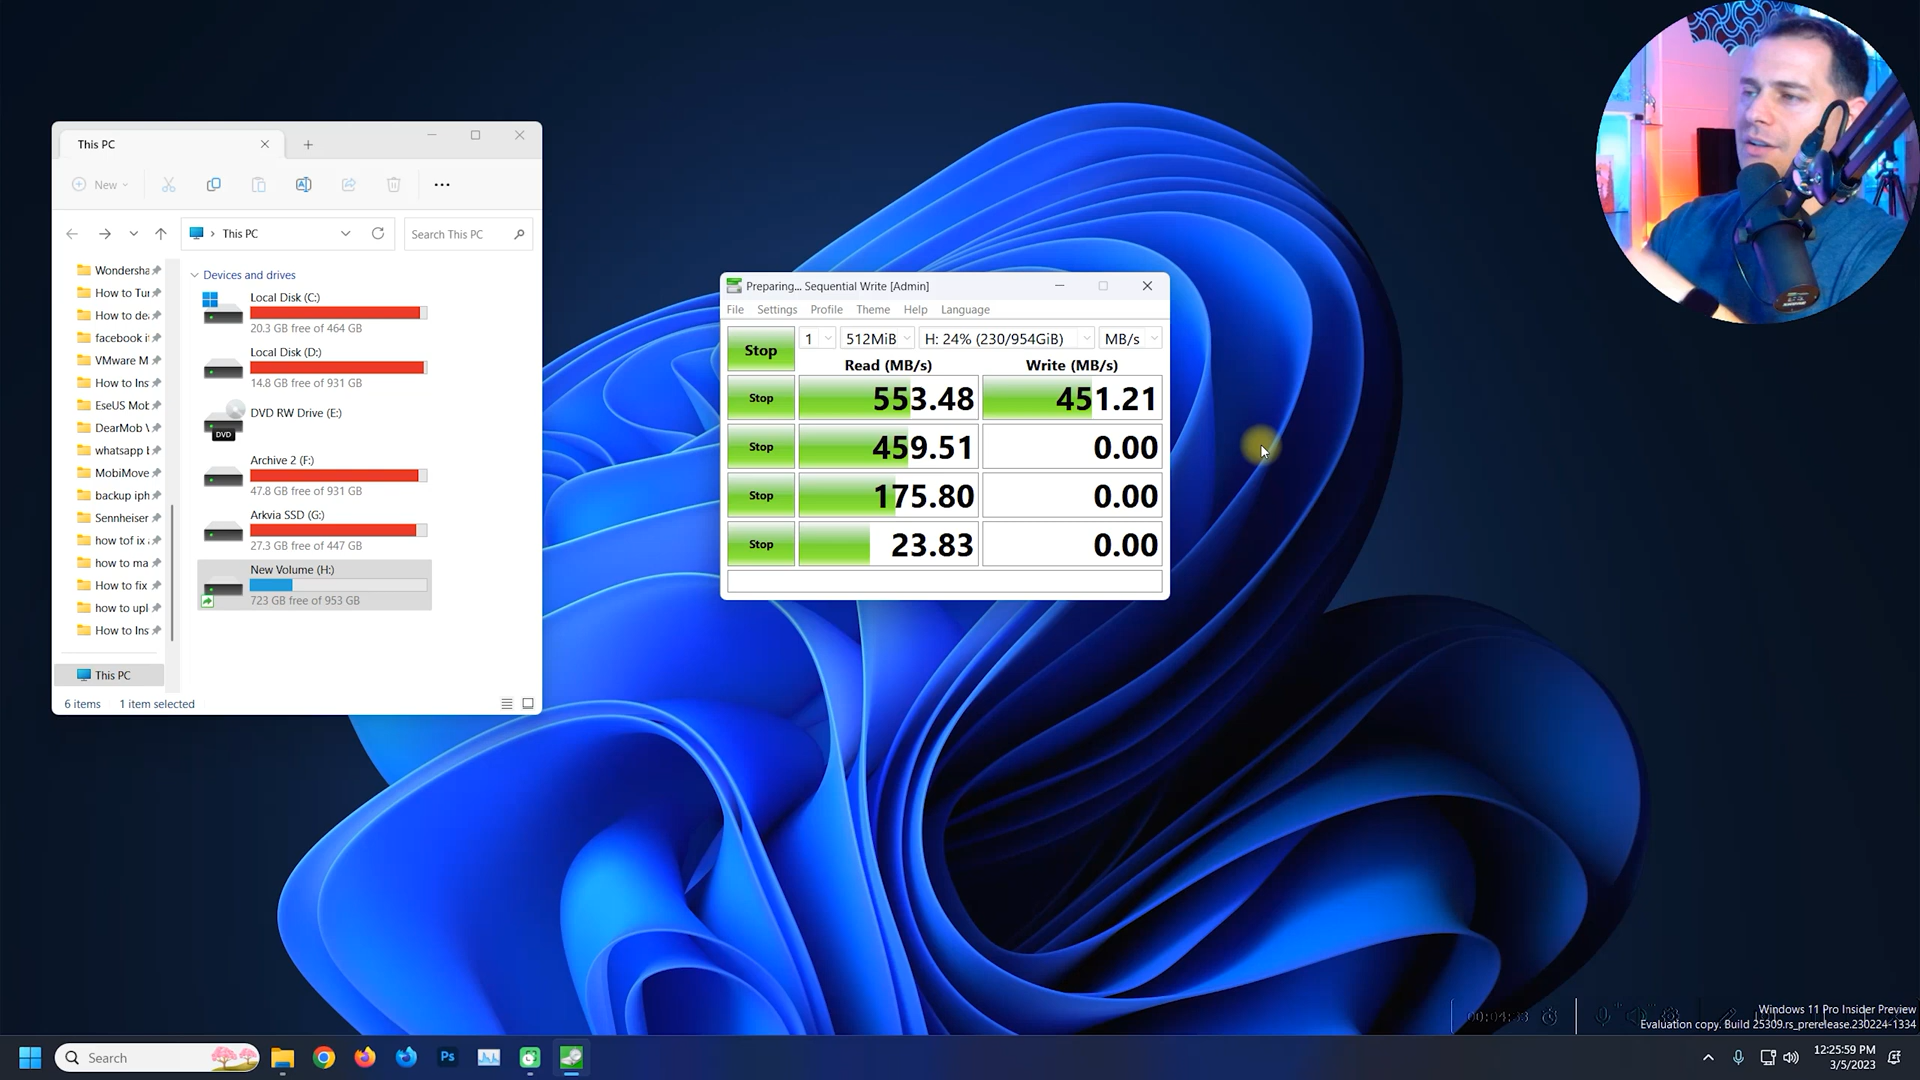 This PC
New
This PC
Search This PC
Wondersha
How to Tur
How to de
facebook i
VMware M
How to Ins
EseUS Mob
DearMob V
whatsapp b
MobiMove
backup iph
Sennheiser
how tof ix
how to ma
How to fix
how to upl
How to Ins
This PC
Devices and drives
Local Disk (C:)
20.3 GB free of 464 GB
Local Disk (D:)
14.8 GB free of 931 GB
DVD RW Drive (E:)
DVD
Archive 2 (F:)
47.8 GB free of 931 GB
Arkvia SSD (G:)
27.3 GB free of 447 GB
New Volume (H:)
723 GB free of 953 GB
6 items 1 item selected
Preparing... Sequential Write [Admin]
File Settings Profile Theme Help Language
Stop 1 512MiB H: 24% (230/954GiB) MB/s
Read (MB/s) Write (MB/s)
Stop 553.48 451.21
Stop 459.51 0.00
Stop 175.80 0.00
Stop 23.83 0.00
00:04:33
Windows 11 Pro Insider Preview
Evaluation copy. Build 25309.rs_prerelease.230224-1334
Search
Ps
12:25:59 PM
3/5/2023